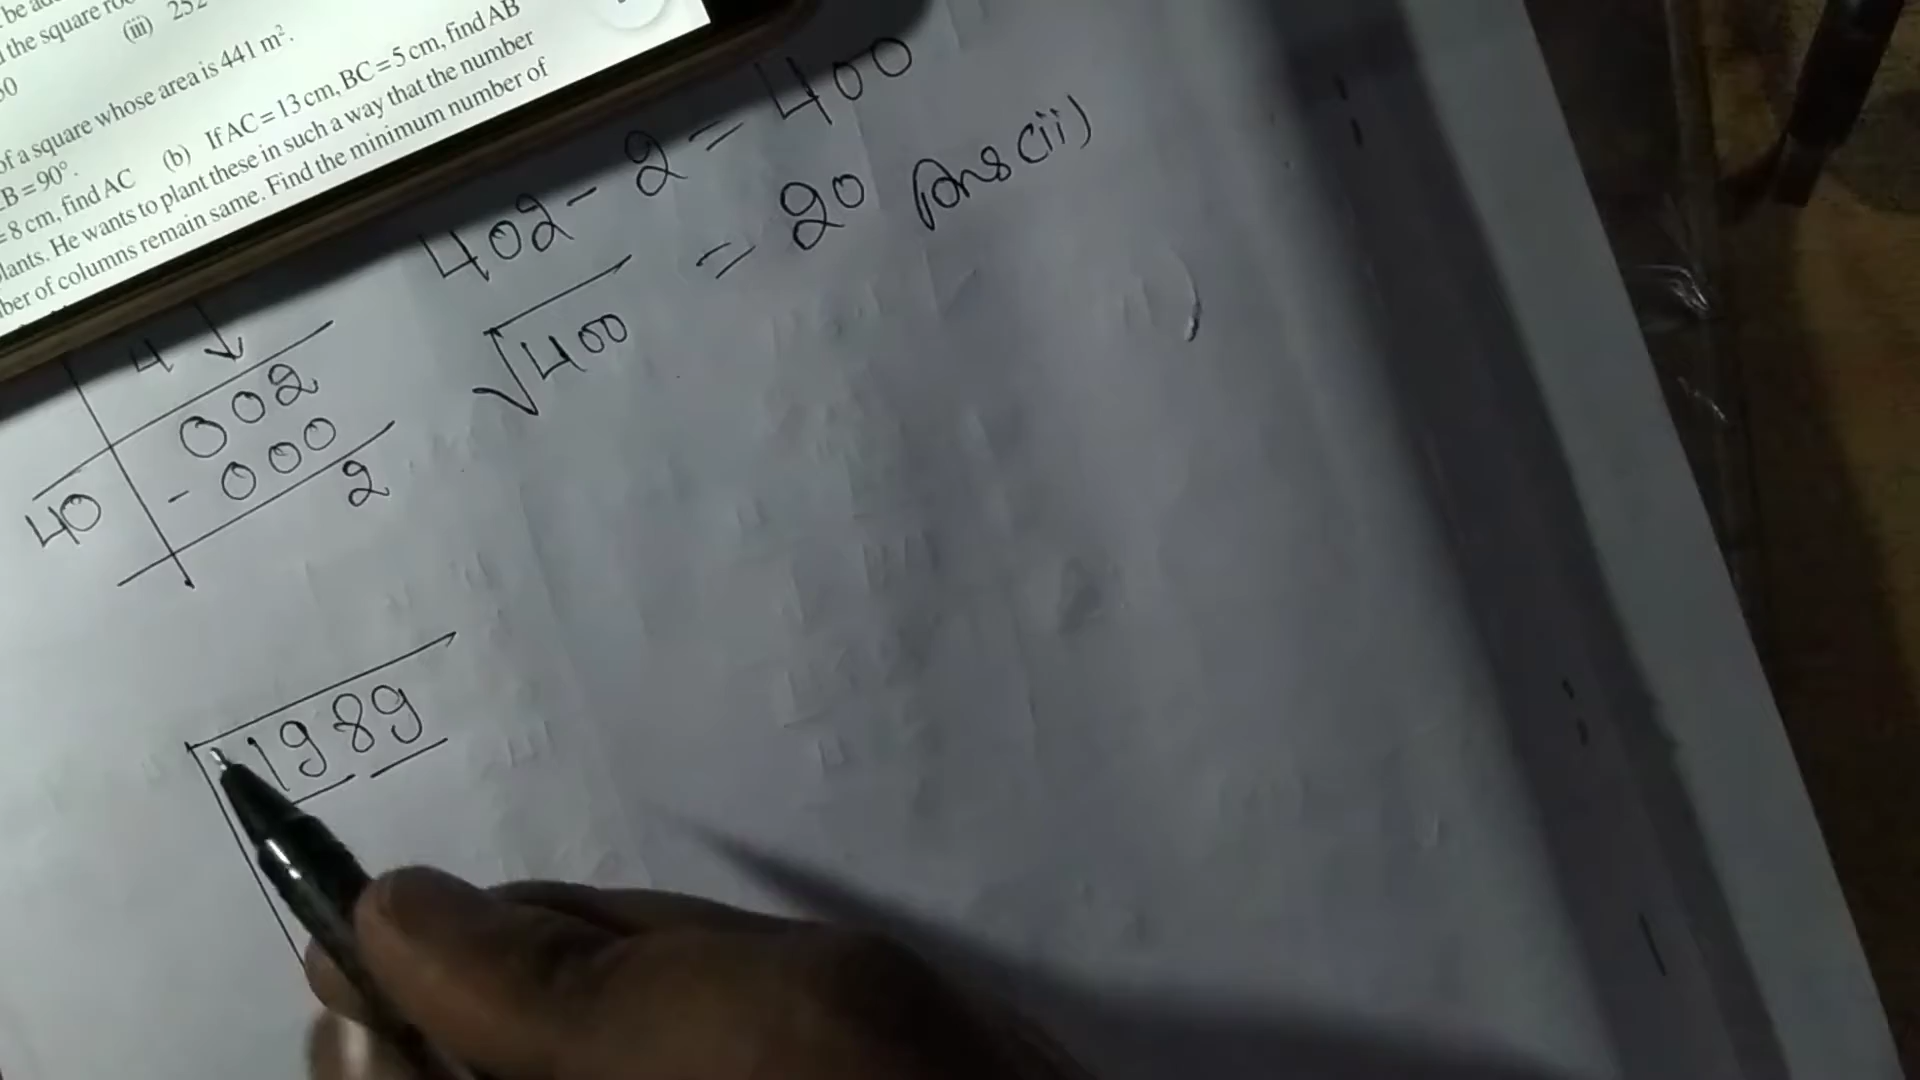 be
the square
(iii) 252
of a square whose area is 441 m².
B = 90°.
= 8 cm, find AC (b) If AC = 13 cm, BC = 5 cm, find AB
lants. He wants to plant these in such a way that the number
ber of columns remain same. Find the minimum number of
402 - 2 = 400
√400 = 20 Ans (ii)
4 ↓
002
40 - 000
2
1989